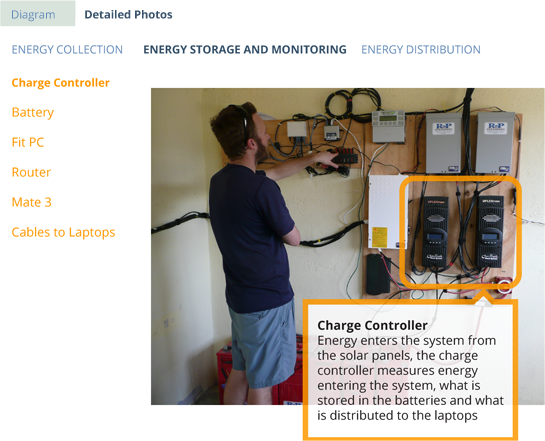 Diagram
Detailed Photos
ENERGY COLLECTION
ENERGY STORAGE AND MONITORING
ENERGY DISTRIBUTION
Charge Controller
Battery
Fit PC
Router
Mate 3
Cables to Laptops
Charge Controller
Energy enters the system from
the solar panels, the charge
controller measures energy
entering the system, what is
stored in the batteries and what
is distributed to the laptops